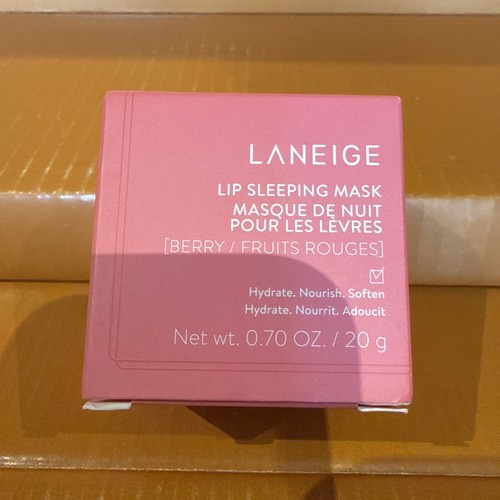 LANEIGE
LIP SLEEPING MASK
MASQUE DE NUIT
POUR LES LÈVRES
[BERRY / FRUITS ROUGES]
Hydrate. Nourish. Soften
Hydrate. Nourrit. Adoucit
Net wt. 0.70 OZ. / 20 g